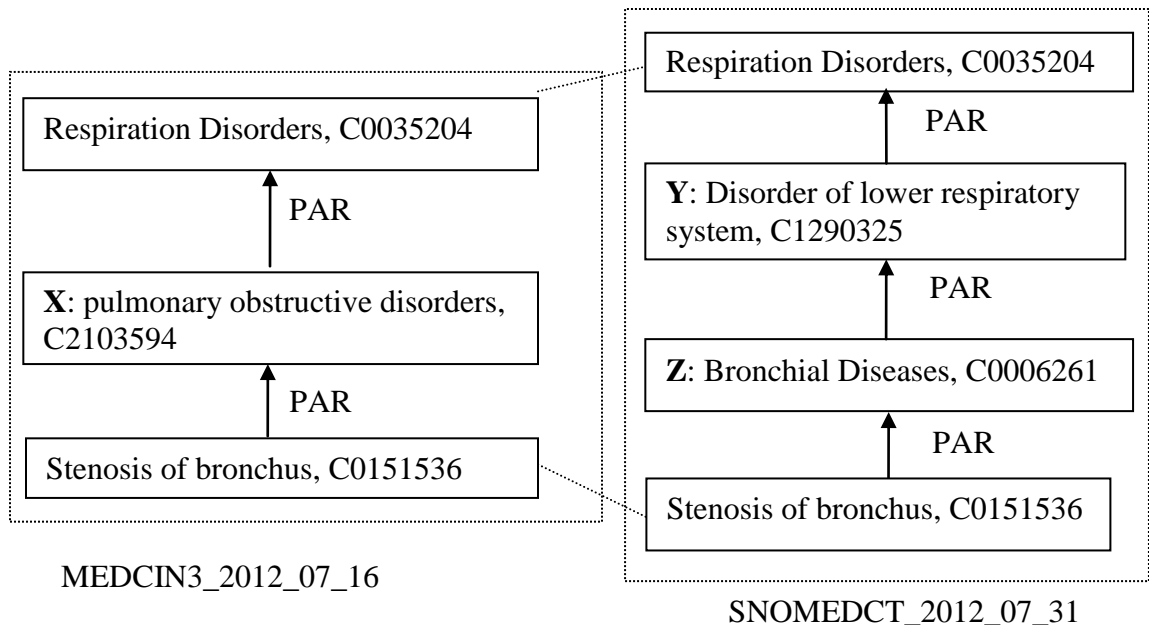 Respiration Disorders, C0035204
PAR
X: pulmonary obstructive disorders,
C2103594
PAR
Stenosis of bronchus, C0151536
MEDCIN3_2012_07_16
Respiration Disorders, C0035204
PAR
Y: Disorder of lower respiratory
system, C1290325
PAR
Z: Bronchial Diseases, C0006261
PAR
Stenosis of bronchus, C0151536
SNOMEDCT_2012_07_31